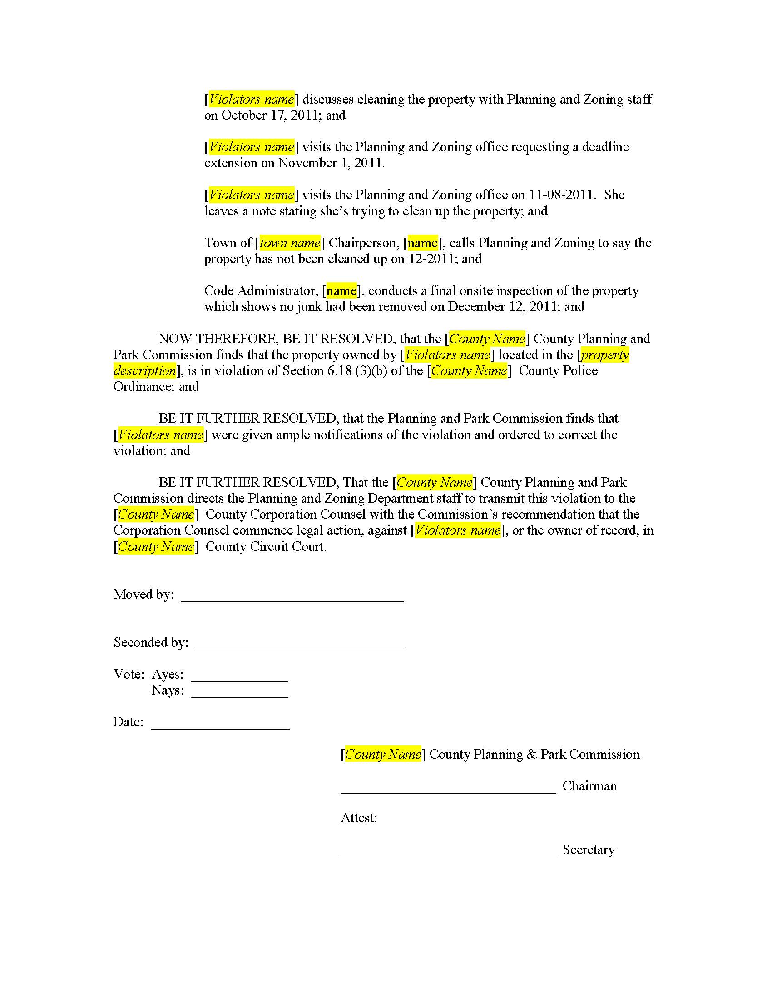 [Violators name] discusses cleaning the property with Planning and Zoning staff
on October 17, 2011; and
[Violators name] visits the Planning and Zoning office requesting a deadline
extension on November 1, 2011.
[Violators name] visits the Planning and Zoning office on 11-08-2011.  She
leaves a note stating she’s trying to clean up the property; and
Town of [town name] Chairperson, [name], calls Planning and Zoning to say the
property has not been cleaned up on 12-2011; and
Code Administrator, [name], conducts a final onsite inspection of the property
which shows no junk had been removed on December 12, 2011; and
NOW THEREFORE, BE IT RESOLVED, that the [County Name] County Planning and
Park Commission finds that the property owned by [Violators name] located in the [property
description], is in violation of Section 6.18 (3)(b) of the [County Name]  County Police
Ordinance; and
BE IT FURTHER RESOLVED, that the Planning and Park Commission finds that
[Violators name] were given ample notifications of the violation and ordered to correct the
violation; and
BE IT FURTHER RESOLVED, That the [County Name] County Planning and Park
Commission directs the Planning and Zoning Department staff to transmit this violation to the
[County Name]  County Corporation Counsel with the Commission’s recommendation that the
Corporation Counsel commence legal action, against [Violators name], or the owner of record, in
[County Name]  County Circuit Court.
Moved by: ______________________________
Seconded by: ____________________________
Vote:  Ayes: _____________
Nays: _____________
Date: ___________________
[County Name] County Planning & Park Commission
_____________________________ Chairman
Attest:
_____________________________ Secretary